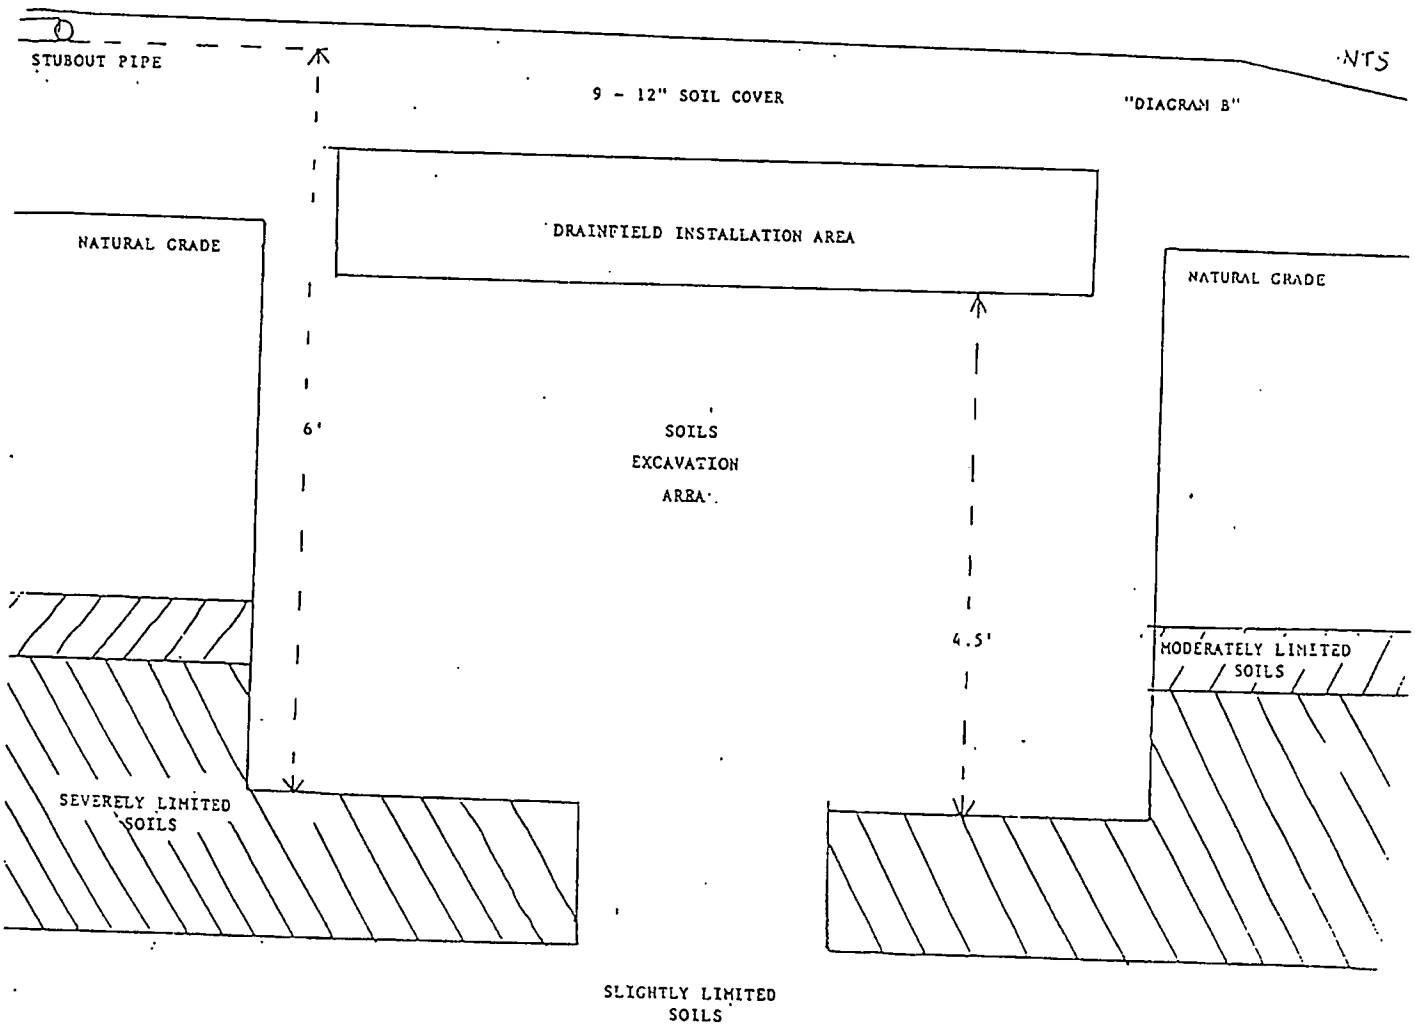 NTS
STUBOUT PIPE
9 - 12" SOIL COVER
"DIAGRAM B"
NATURAL GRADE
DRAINFIELD INSTALLATION AREA
NATURAL GRADE
6'
SOILS
EXCAVATION
AREA
4.5'
MODERATELY LIMITED
SOILS
SEVERELY LIMITED
SOILS
SLIGHTLY LIMITED
SOILS